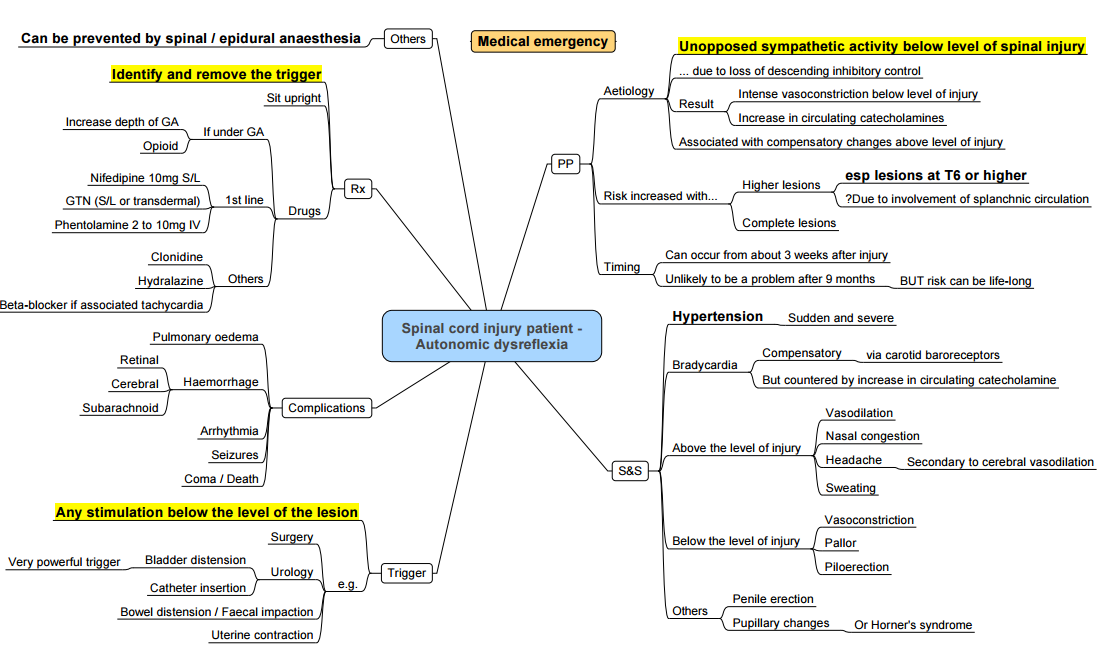 Medical emergency
Spinal cord injury patient -
Autonomic dysreflexia
Others
Can be prevented by spinal / epidural anaesthesia
Rx
Identify and remove the trigger
Sit upright
Drugs
If under GA
Increase depth of GA
Opioid
1st line
Nifedipine 10mg S/L
GTN (S/L or transdermal)
Phentolamine 2 to 10mg IV
Others
Clonidine
Hydralazine
Beta-blocker if associated tachycardia
Complications
Pulmonary oedema
Haemorrhage
Retinal
Cerebral
Subarachnoid
Arrhythmia
Seizures
Coma / Death
Trigger
Any stimulation below the level of the lesion
e.g.
Surgery
Urology
Bladder distension
Very powerful trigger
Catheter insertion
Bowel distension / Faecal impaction
Uterine contraction
PP
Aetiology
Unopposed sympathetic activity below level of spinal injury
... due to loss of descending inhibitory control
Result
Intense vasoconstriction below level of injury
Increase in circulating catecholamines
Associated with compensatory changes above level of injury
Risk increased with...
Higher lesions
esp lesions at T6 or higher
?Due to involvement of splanchnic circulation
Complete lesions
Timing
Can occur from about 3 weeks after injury
Unlikely to be a problem after 9 months
BUT risk can be life-long
S&S
Hypertension
Sudden and severe
Bradycardia
Compensatory
via carotid baroreceptors
But countered by increase in circulating catecholamine
Above the level of injury
Vasodilation
Nasal congestion
Headache
Secondary to cerebral vasodilation
Sweating
Below the level of injury
Vasoconstriction
Pallor
Piloerection
Others
Penile erection
Pupillary changes
Or Horner's syndrome